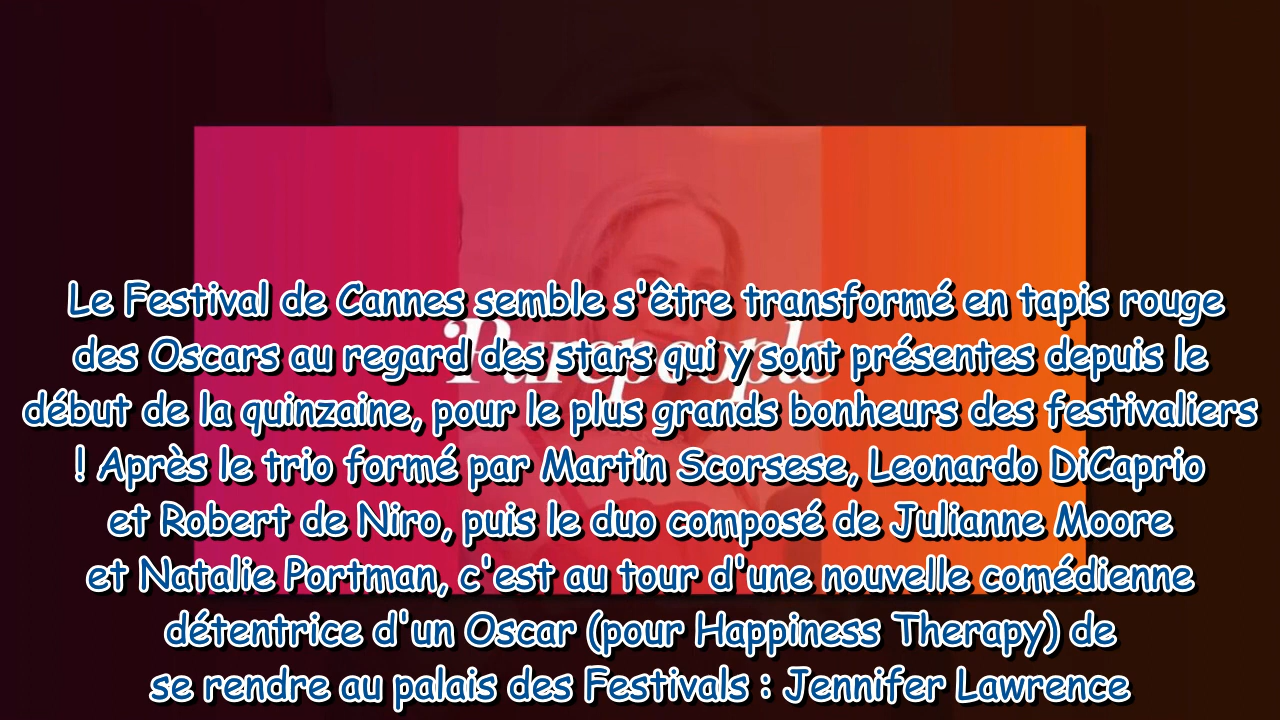 Le Festival de Cannes semble s'être transformé en tapis rouge
des Oscars au regard des stars qui y sont présentes depuis le
début de la quinzaine, pour le plus grands bonheurs des festivaliers
! Après le trio formé par Martin Scorsese, Leonardo DiCaprio
et Robert de Niro, puis le duo composé de Julianne Moore
et Natalie Portman, c'est au tour d'une nouvelle comédienne
détentrice d'un Oscar (pour Happiness Therapy) de
se rendre au palais des Festivals : Jennifer Lawrence
Purepeople